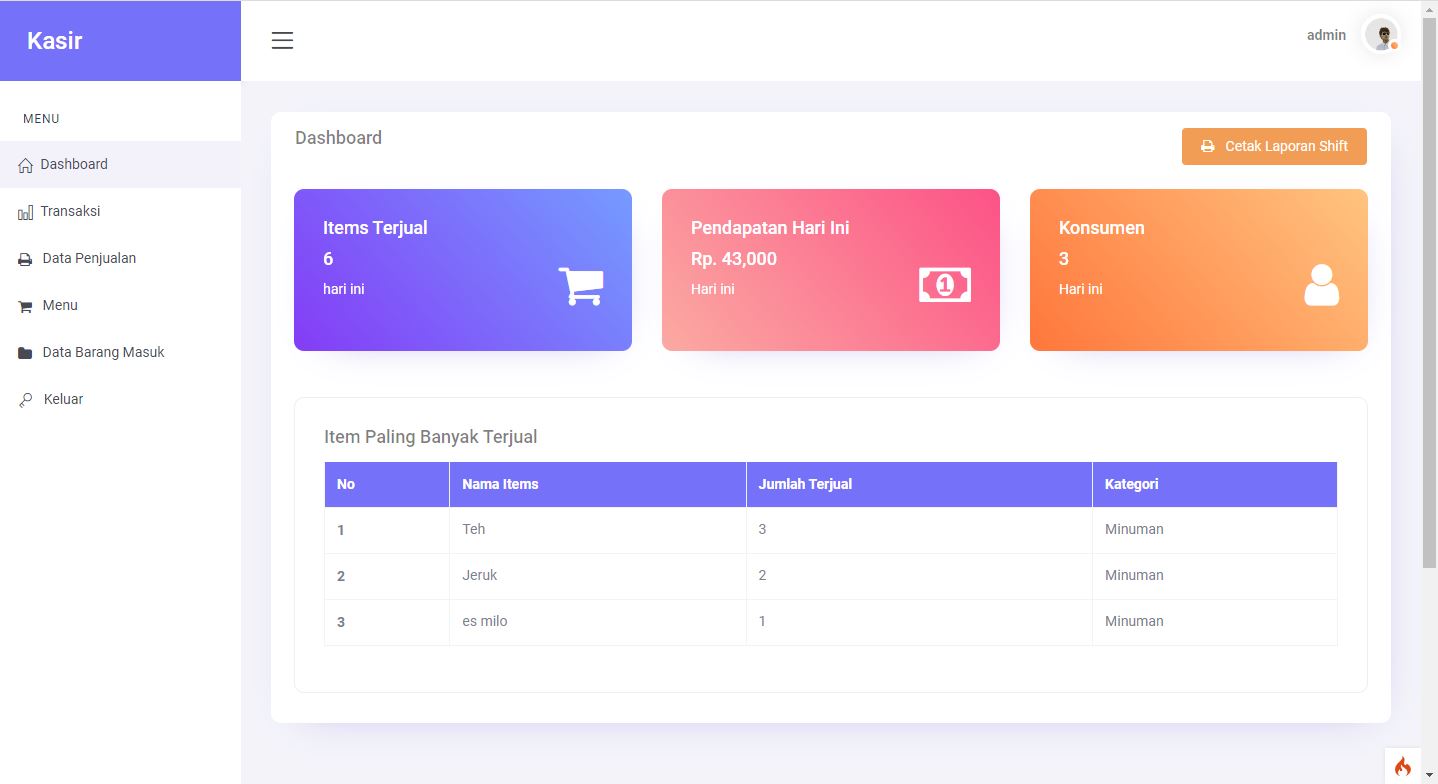 Kasir
admin
MENU
Dashboard
Transaksi
Data Penjualan
Menu
Data Barang Masuk
Keluar
Dashboard
Cetak Laporan Shift
Items Terjual
6
hari ini
Pendapatan Hari Ini
Rp. 43,000
Hari ini
1
Konsumen
3
Hari ini
Item Paling Banyak Terjual
No Nama Items Jumlah Terjual Kategori
1 Teh 3 Minuman
2 Jeruk 2 Minuman
3 es milo 1 Minuman